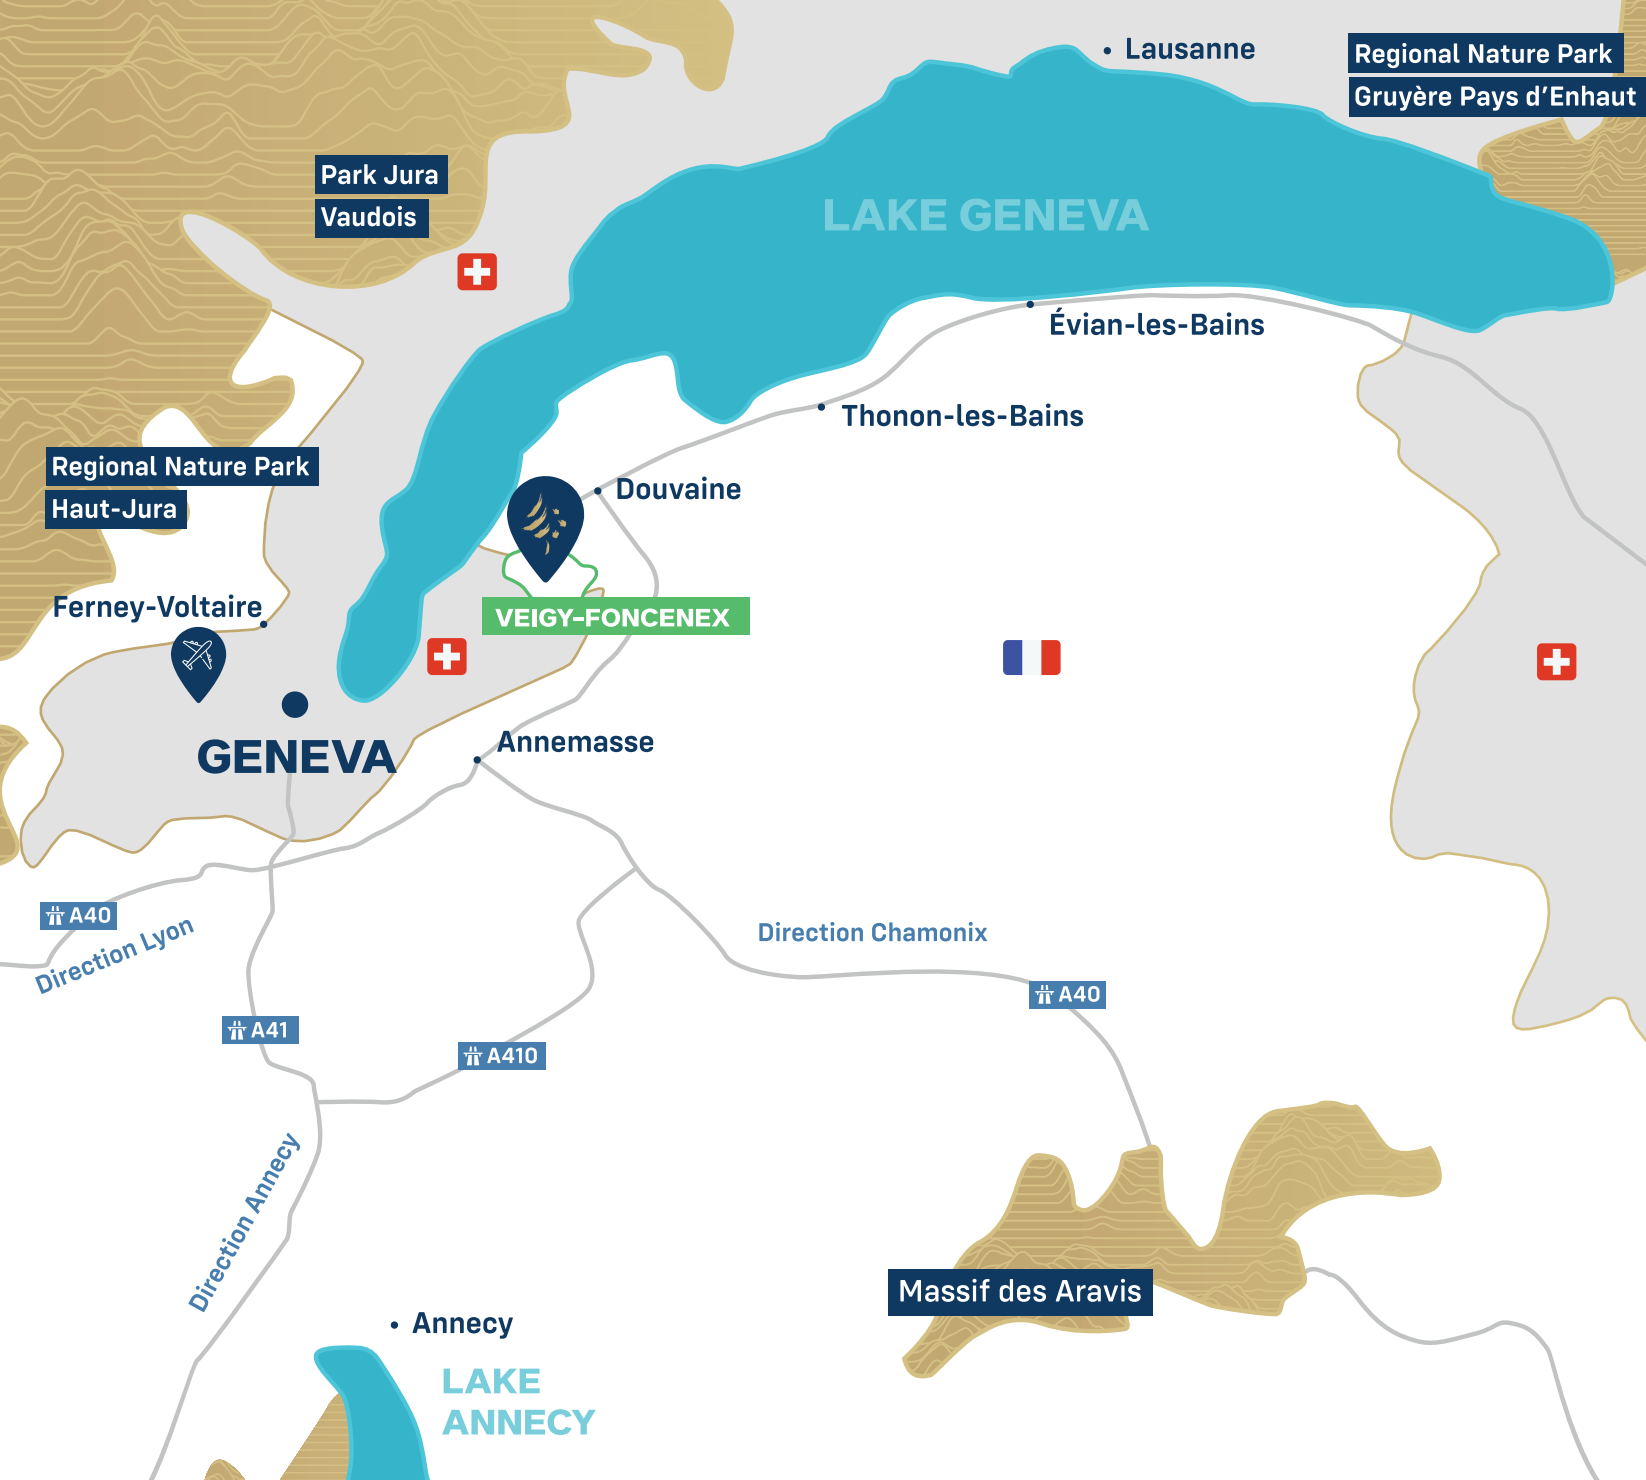 Lausanne
Regional Nature Park
Gruyère Pays d’Enhaut
Park Jura
Vaudois
LAKE GENEVA
Évian-les-Bains
Thonon-les-Bains
Regional Nature Park
Haut-Jura
Douvaine
Ferney-Voltaire
VEIGY-FONCENEX
GENEVA
Annemasse
A40
Direction Lyon
Direction Chamonix
A40
A41
A410
Direction Annecy
Massif des Aravis
Annecy
LAKE
ANNECY